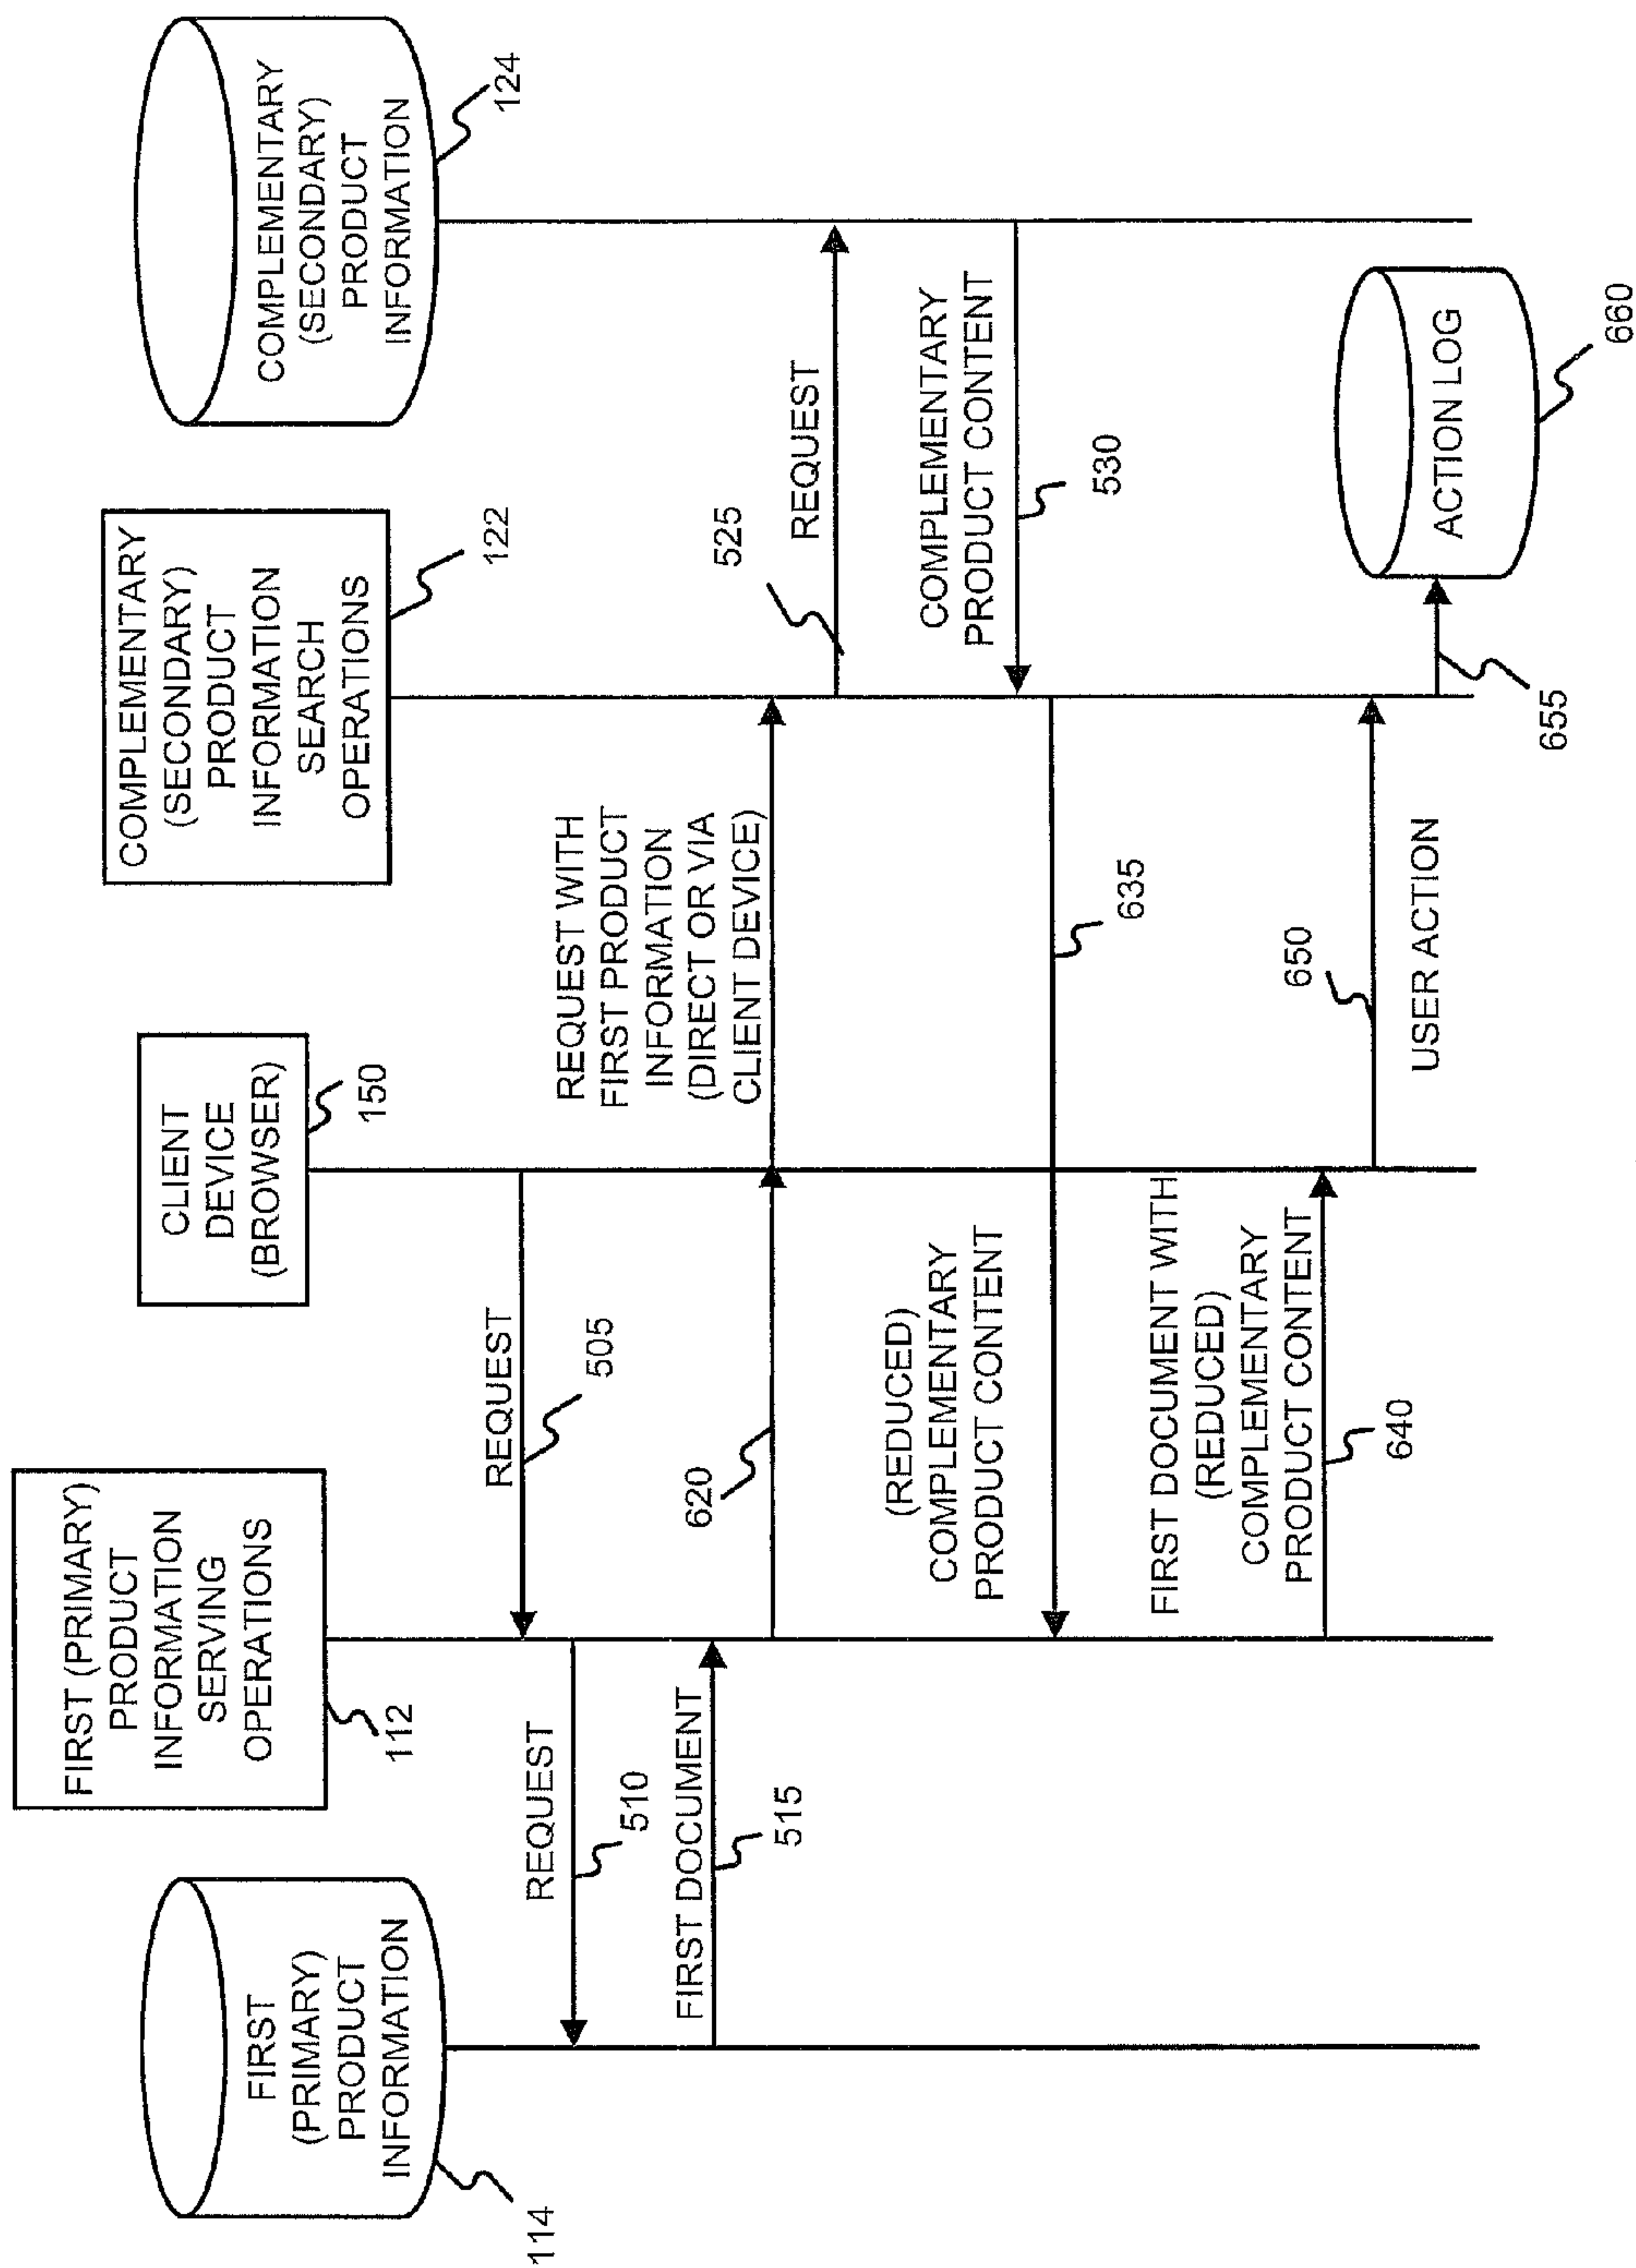 FIRST
(PRIMARY)
PRODUCT
INFORMATION
114
FIRST (PRIMARY)
PRODUCT
INFORMATION
SERVING
OPERATIONS
112
CLIENT
DEVICE
(BROWSER)
150
COMPLEMENTARY
(SECONDARY)
PRODUCT
INFORMATION
SEARCH
OPERATIONS
122
COMPLEMENTARY
(SECONDARY)
PRODUCT
INFORMATION
124
REQUEST
505
REQUEST
510
FIRST DOCUMENT
515
620
REQUEST WITH
FIRST PRODUCT
INFORMATION
(DIRECT OR VIA
CLIENT DEVICE)
525
REQUEST
COMPLEMENTARY
PRODUCT CONTENT
530
(REDUCED)
COMPLEMENTARY
PRODUCT CONTENT
635
FIRST DOCUMENT WITH
(REDUCED)
COMPLEMENTARY
PRODUCT CONTENT
640
650
USER ACTION
655
ACTION LOG
660